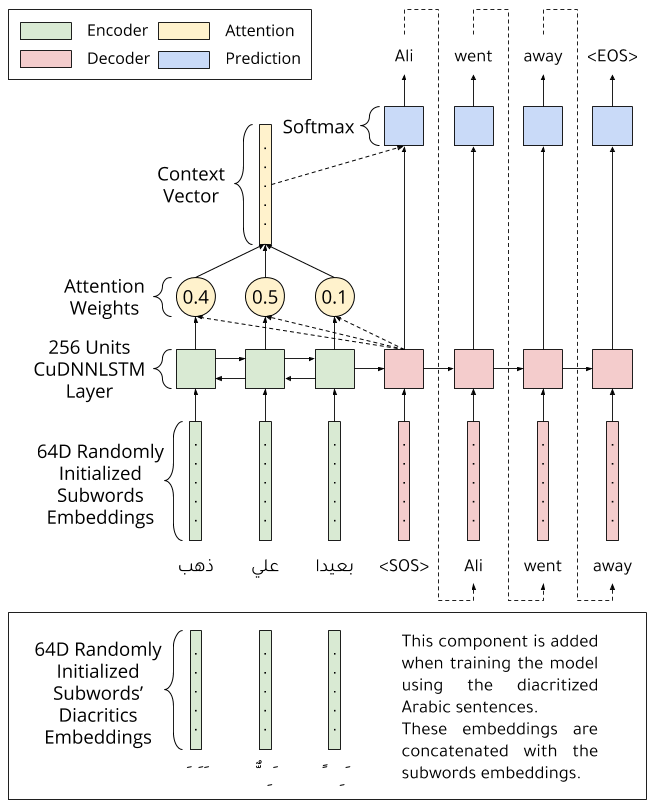 Encoder
Attention
Decoder
Prediction
Ali
went
away
<EOS>
Softmax
Context
Vector
Attention
Weights
0.4
0.5
0.1
256 Units
CuDNNLSTM
Layer
64D Randomly
Initialized
Subwords
Embeddings
ذهب
علي
بعيدا
<SOS>
Ali
went
away
64D Randomly
Initialized
Subwords’
Diacritics
Embeddings
This component is added
when training the model
using the diacritized
Arabic sentences.
These embeddings are
concatenated with the
subwords embeddings.